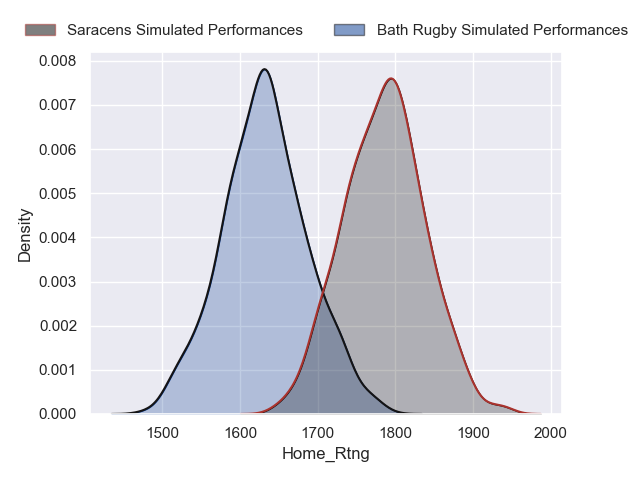 Saracens Simulated Performances Bath Rugby Simulated Performances
0.008
0.007
0.006
0.005
0.004
0.003
0.002
0.001
0.000
Density
1500 1600 1700 1800 1900 2000
Home_Rtng